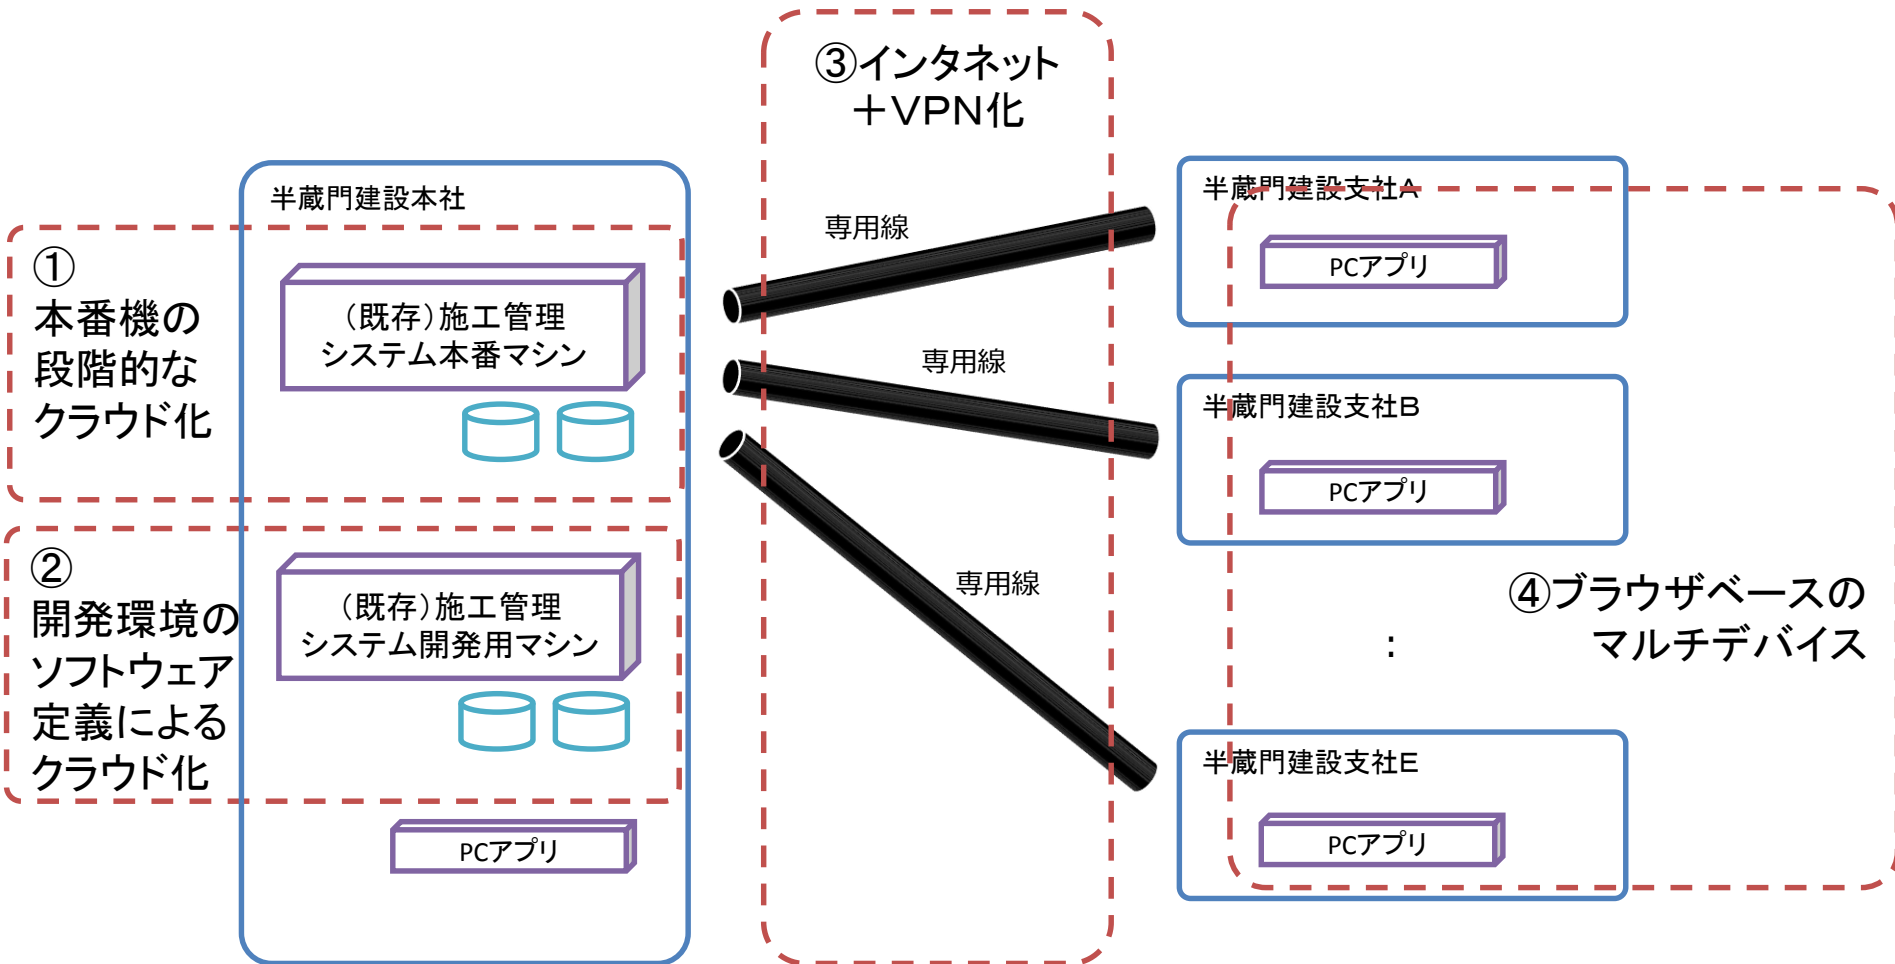 ③インタネット
＋VPN化
半蔵門建設本社
①
本番機の
段階的な
クラウド化
（既存）施工管理
システム本番マシン
②
開発環境の
ソフトウェア
定義による
クラウド化
（既存）施工管理
システム開発用マシン
PCアプリ
専用線
専用線
専用線
半蔵門建設支社A
PCアプリ
半蔵門建設支社B
PCアプリ
④ブラウザベースの
マルチデバイス
：
半蔵門建設支社E
PCアプリ